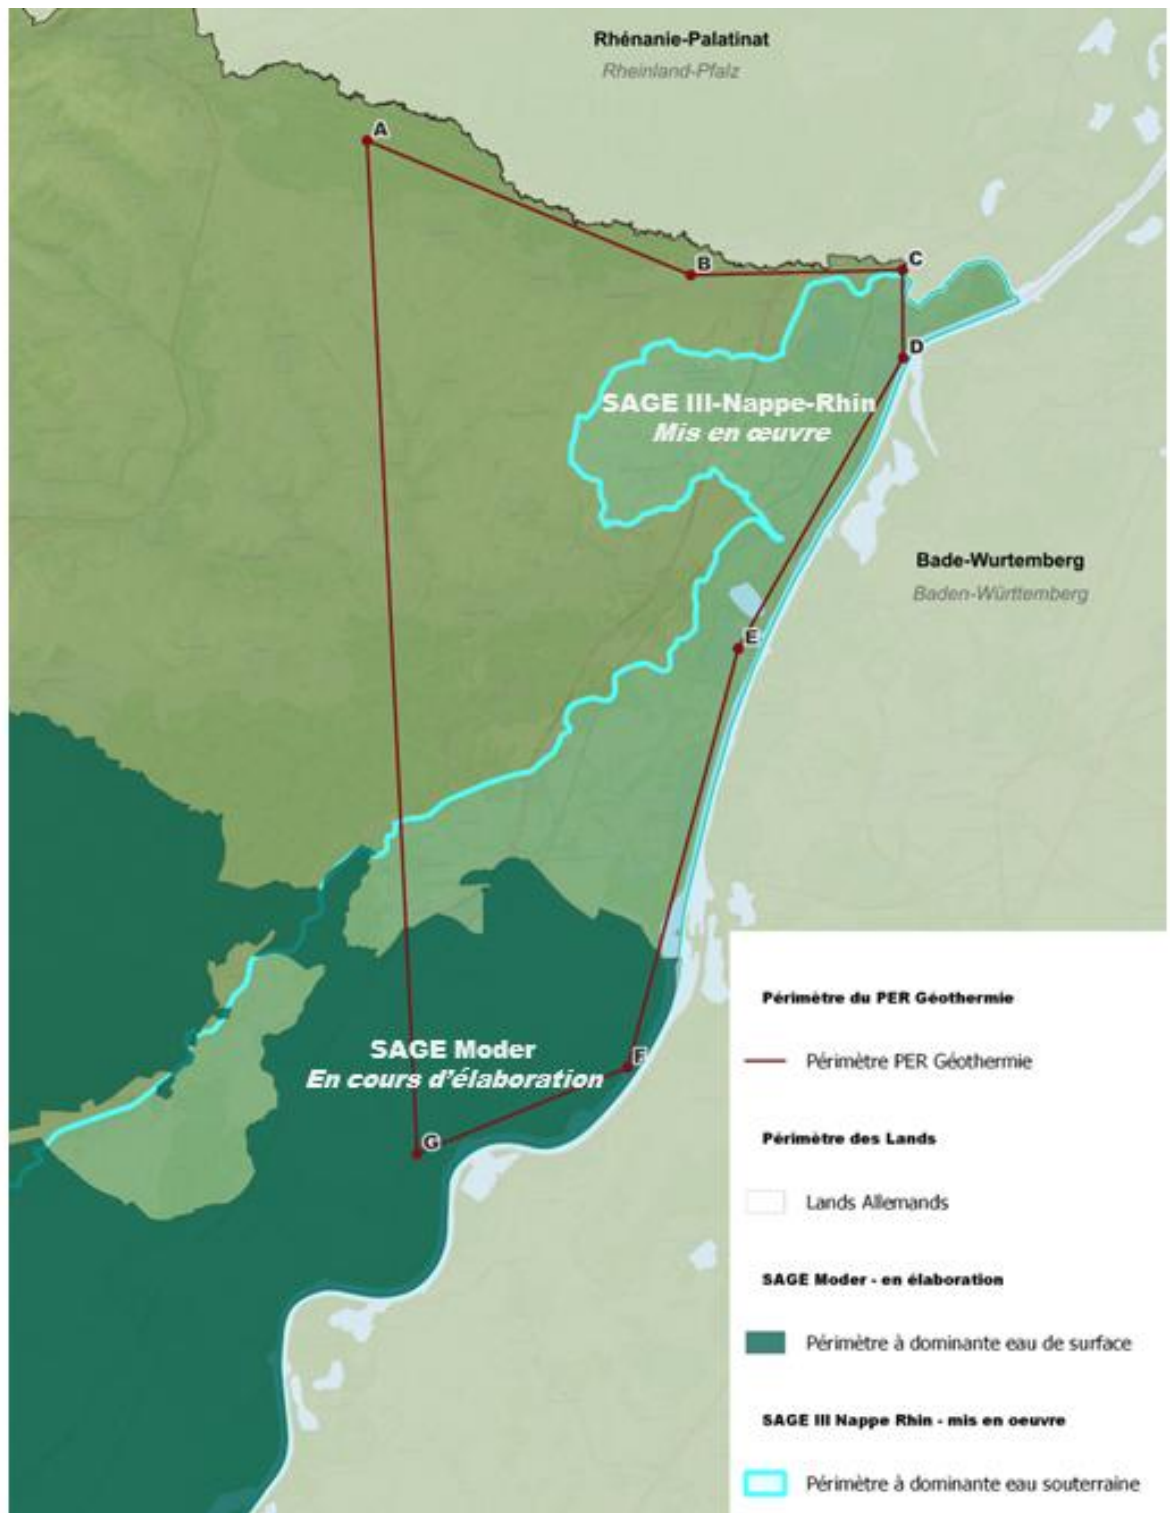 Rhénanie-Palatinat
Rheinland-Pfalz
A
B
C
D
SAGE III-Nappe-Rhin
Mis en œuvre
Bade-Wurtemberg
Baden-Württemberg
E
SAGE Moder
En cours d'élaboration
F
G
Périmètre du PER Géothermie
Périmètre PER Géothermie
Périmètre des Lands
Lands Allemands
SAGE Moder - en élaboration
Périmètre à dominante eau de surface
SAGE III Nappe Rhin - mis en oeuvre
Périmètre à dominante eau souterraine